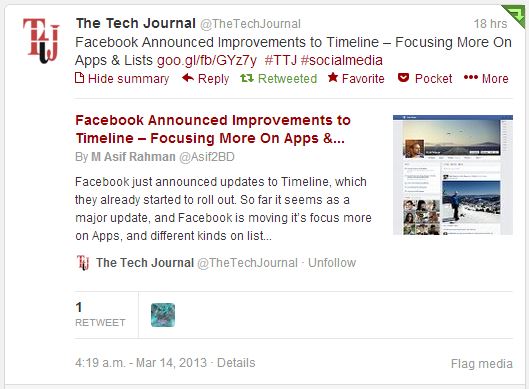 The Tech Journal @TheTechJournal 18 hrs
Facebook Announced Improvements to Timeline – Focusing More On
Apps & Lists goo.gl/fb/GYz7y #TTJ #socialmedia
Hide summary Reply Retweeted Favorite Pocket More
Facebook Announced Improvements to
Timeline – Focusing More On Apps &...
By M Asif Rahman @Asif2BD
Facebook just announced updates to Timeline, which
they already started to roll out. So far it seems as a
major update, and Facebook is moving it's focus more
on Apps, and different kinds on list...
The Tech Journal @TheTechJournal · Unfollow
1
RETWEET
4:19 a.m. - Mar 14, 2013 · Details
Flag media